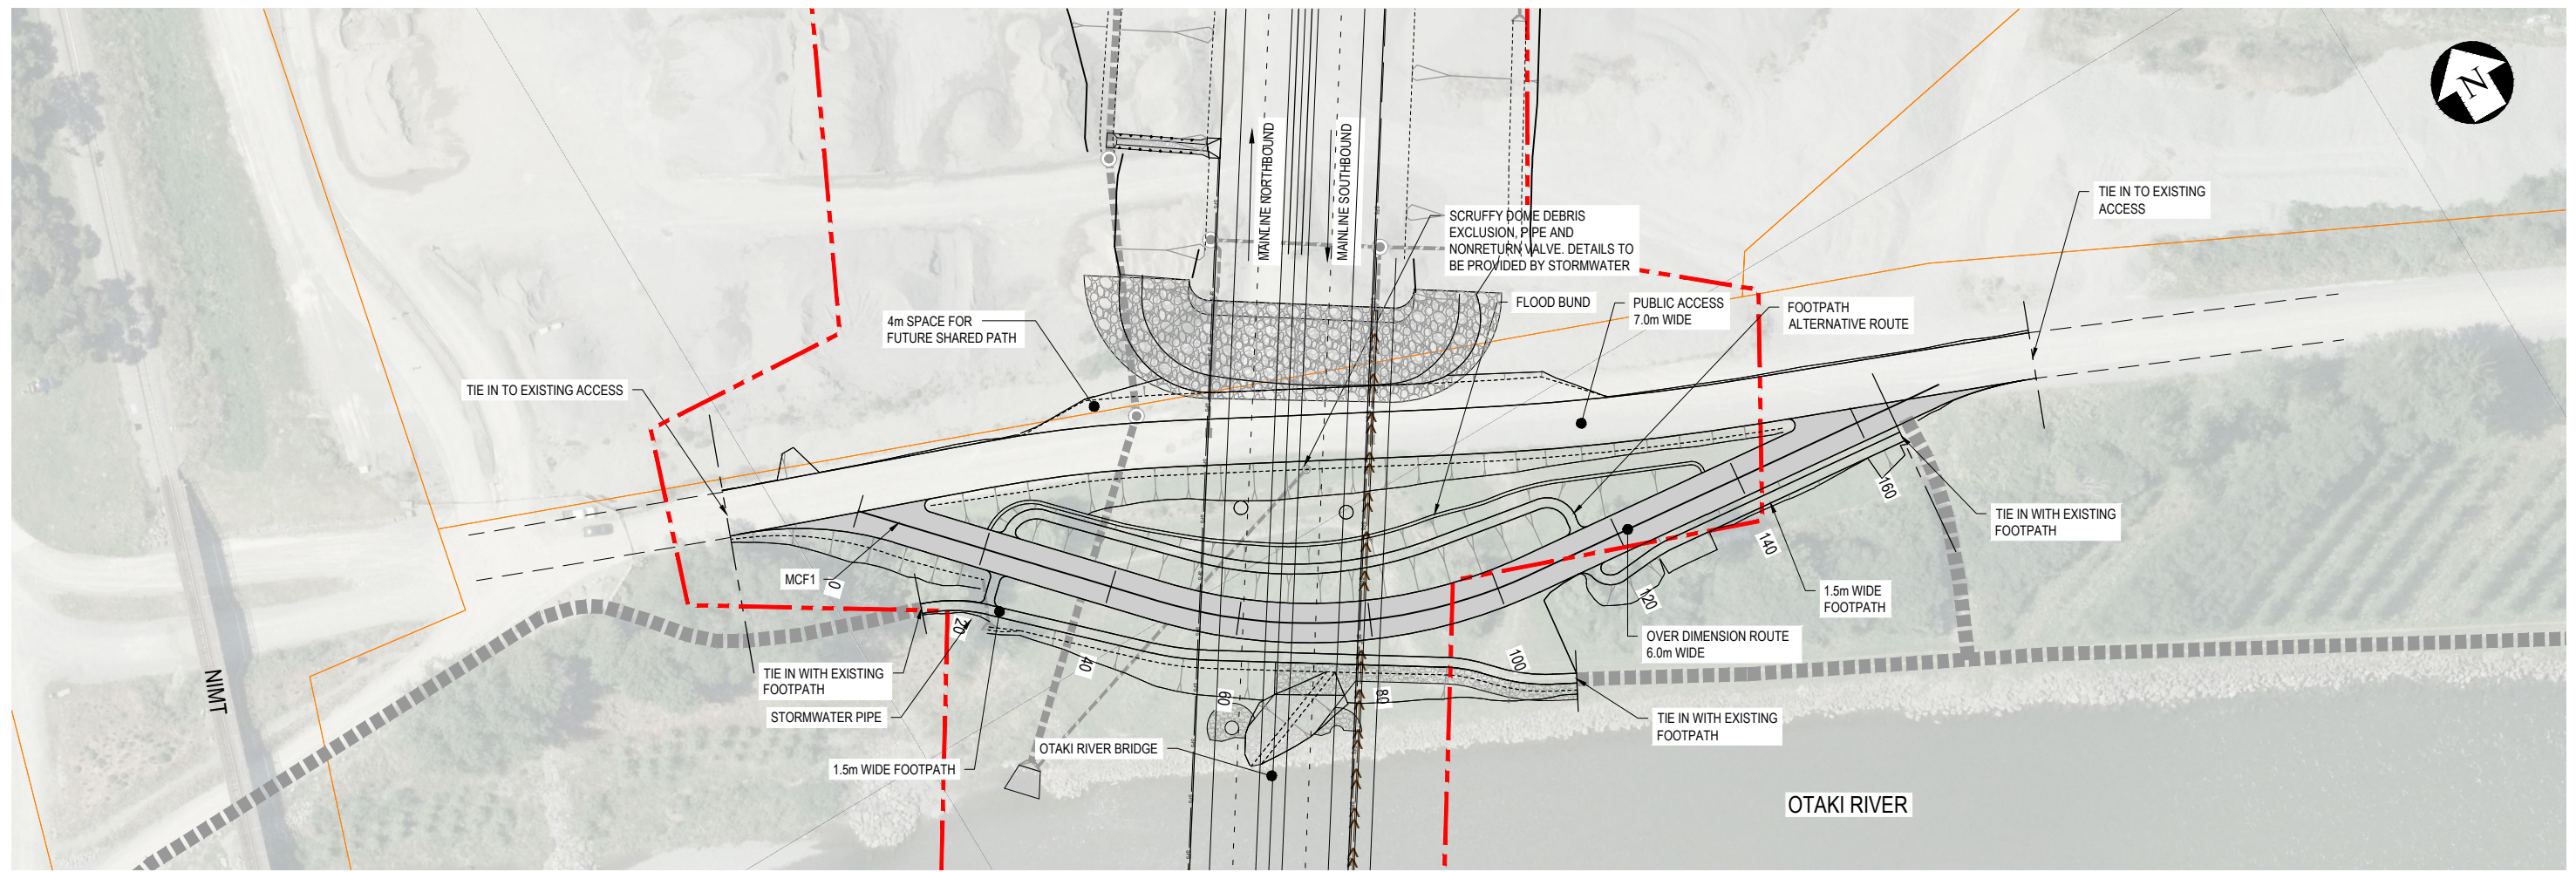 N
MAINLINE NORTHBOUND
MAINLINE SOUTHBOUND
TIE IN TO EXISTING
ACCESS
SCRUFFY DOME DEBRIS
EXCLUSION, PIPE AND
NONRETURN VALVE. DETAILS TO
BE PROVIDED BY STORMWATER
FLOOD BUND
PUBLIC ACCESS
7.0m WIDE
FOOTPATH
ALTERNATIVE ROUTE
4m SPACE FOR
FUTURE SHARED PATH
TIE IN TO EXISTING ACCESS
MCF1
0
20
40
60
80
100
120
140
160
TIE IN WITH EXISTING
FOOTPATH
1.5m WIDE
FOOTPATH
OVER DIMENSION ROUTE
6.0m WIDE
NIMT
TIE IN WITH EXISTING
FOOTPATH
STORMWATER PIPE
TIE IN WITH EXISTING
FOOTPATH
OTAKI RIVER BRIDGE
1.5m WIDE FOOTPATH
OTAKI RIVER